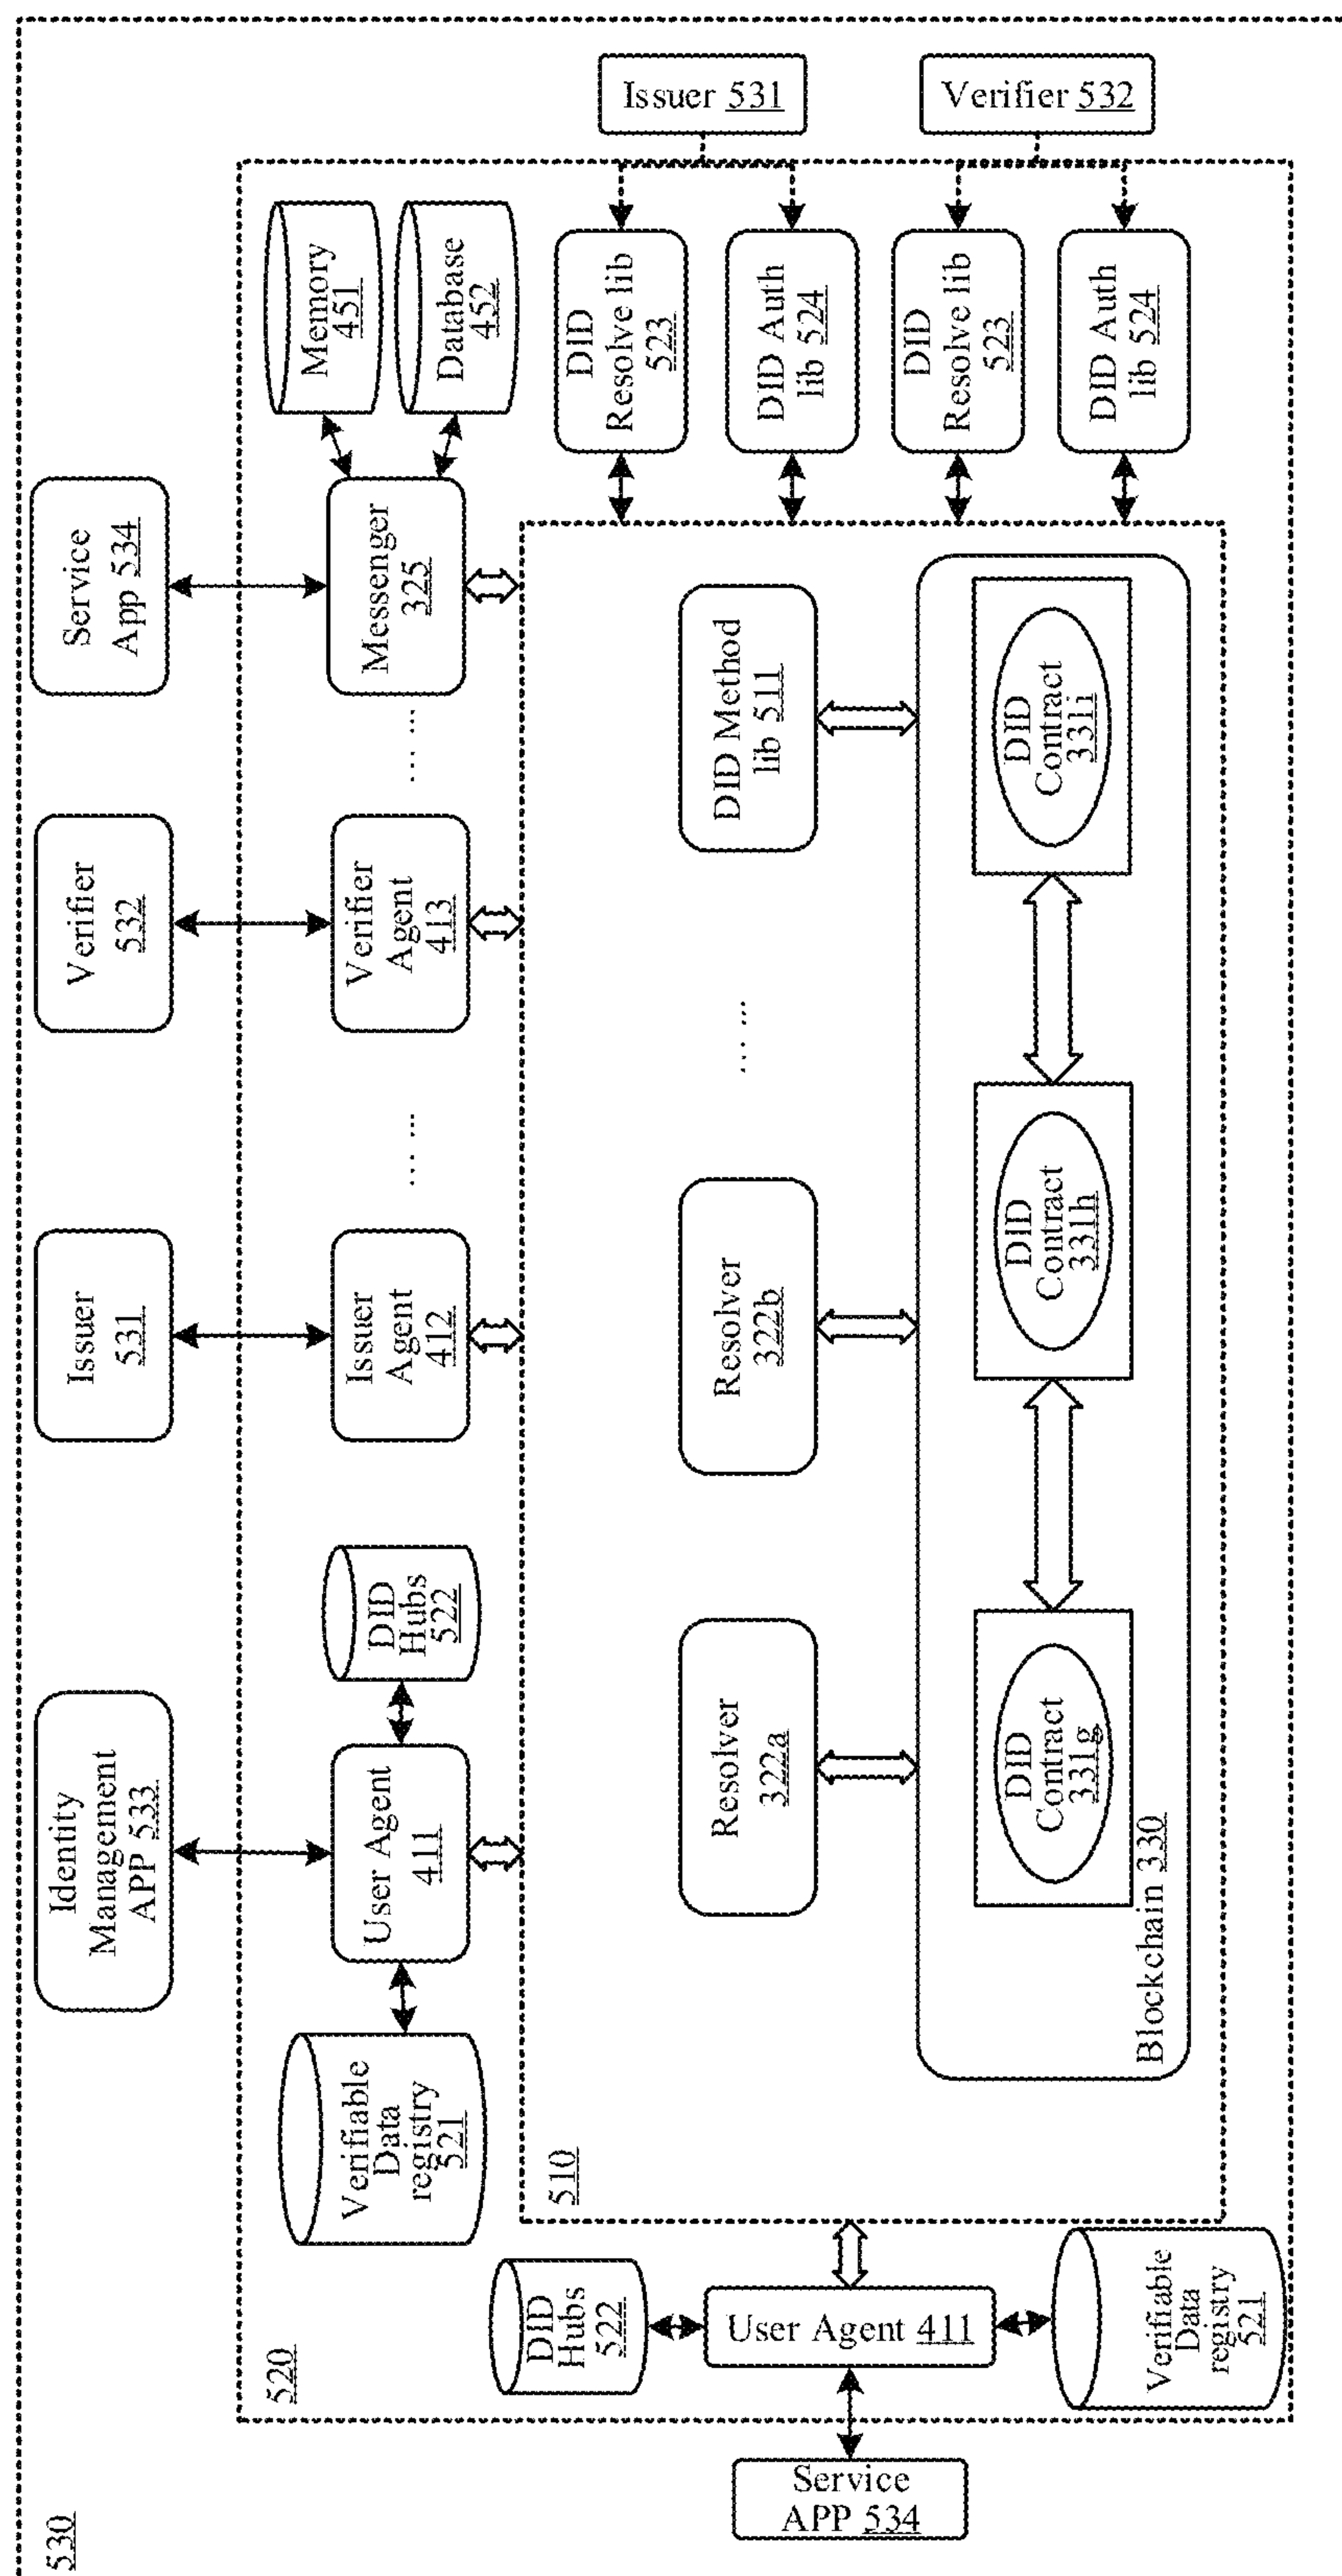 530
Identity
Management
APP 533
Issuer
531
Verifier
532
Service
App 534
520
Verifiable
Data
registry
521
User Agent
411
DID
Hubs
522
Issuer
Agent
412
... ...
Verifier
Agent
413
... ...
Messenger
325
Memory
451
Database
452
Service
APP 534
DID
Hubs
522
User Agent 411
Verifiable
Data
registry
521
510
Resolver
322a
Resolver
322b
... ...
DID Method
lib 511
DID
Contract
331g
DID
Contract
331h
DID
Contract
331i
Blockchain 330
DID
Resolve lib
523
DID Auth
lib 524
DID
Resolve lib
523
DID Auth
lib 524
Issuer 531
Verifier 532